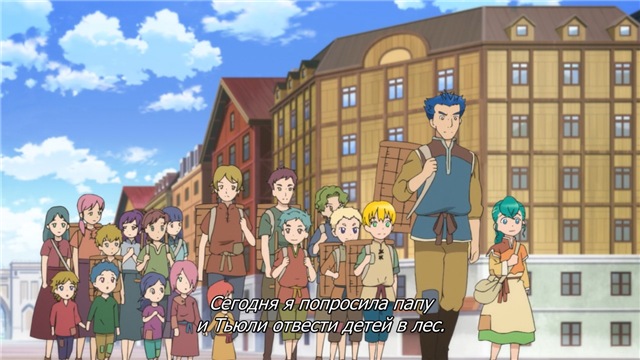 Сегодня я попросила папу
и Тьюли отвести детей в лес.